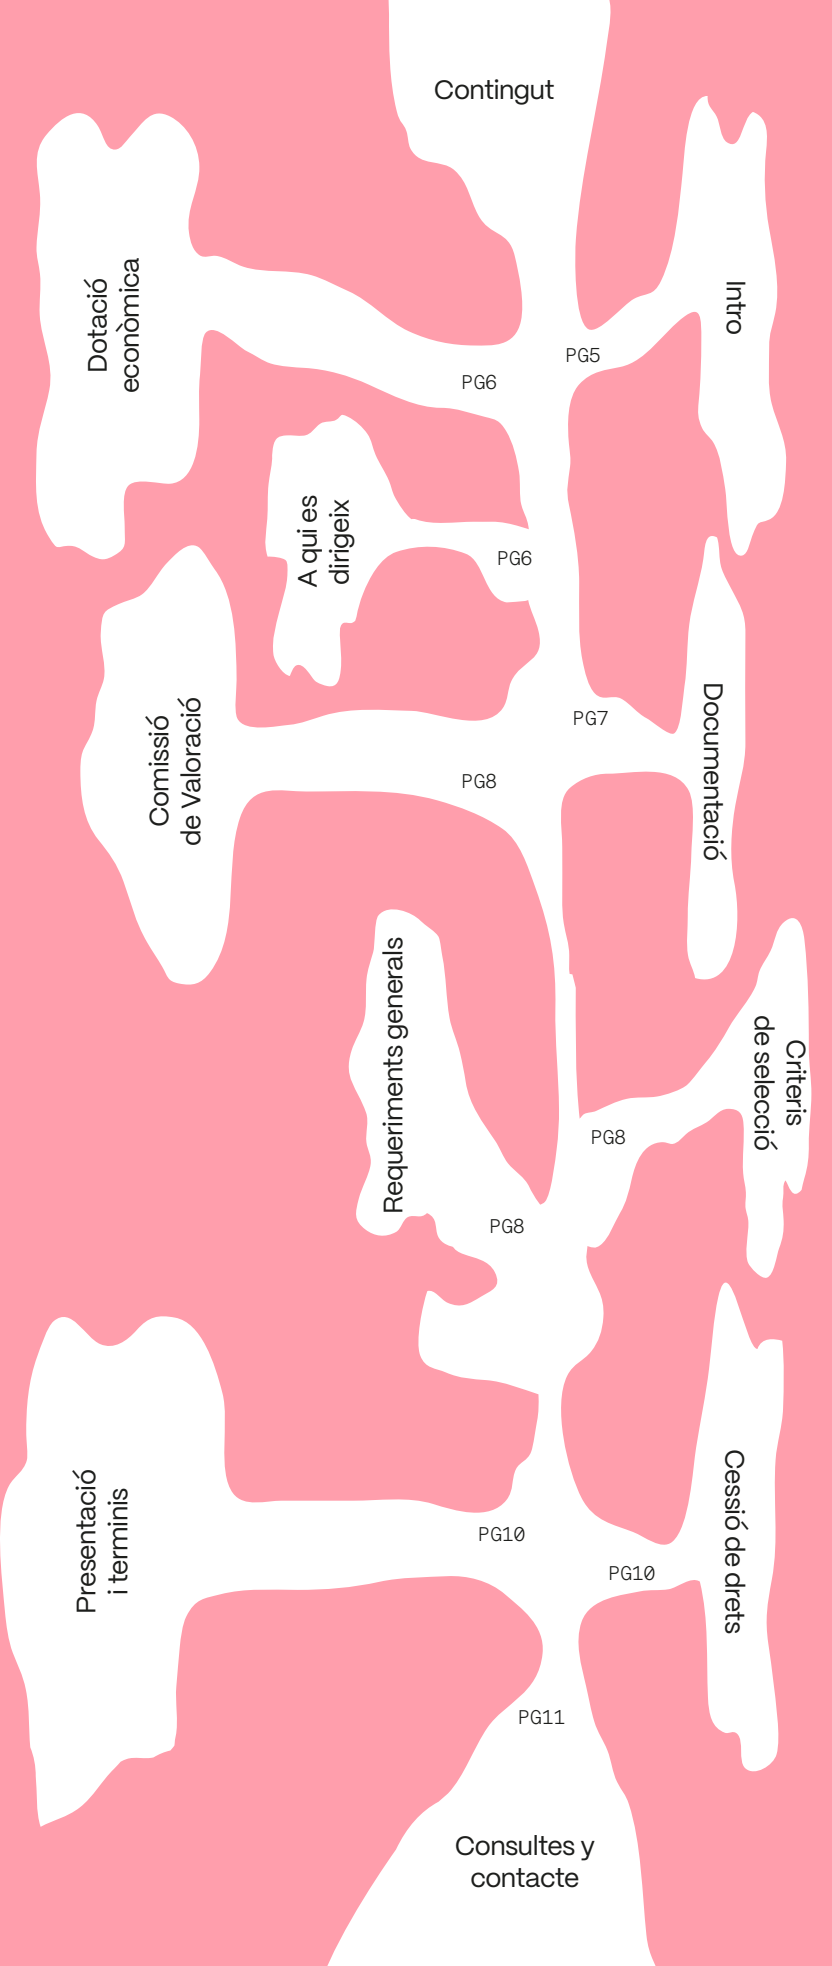 Contingut
Intro
PG5
Dotació
econòmica
PG6
A qui es
dirigeix
PG6
Documentació
PG7
Comissió
de Valoració
PG8
Requeriments generals
PG8
Criteris
de selecció
PG8
Presentació
i terminis
PG10
Cessió de drets
PG10
PG11
Consultes y
contacte